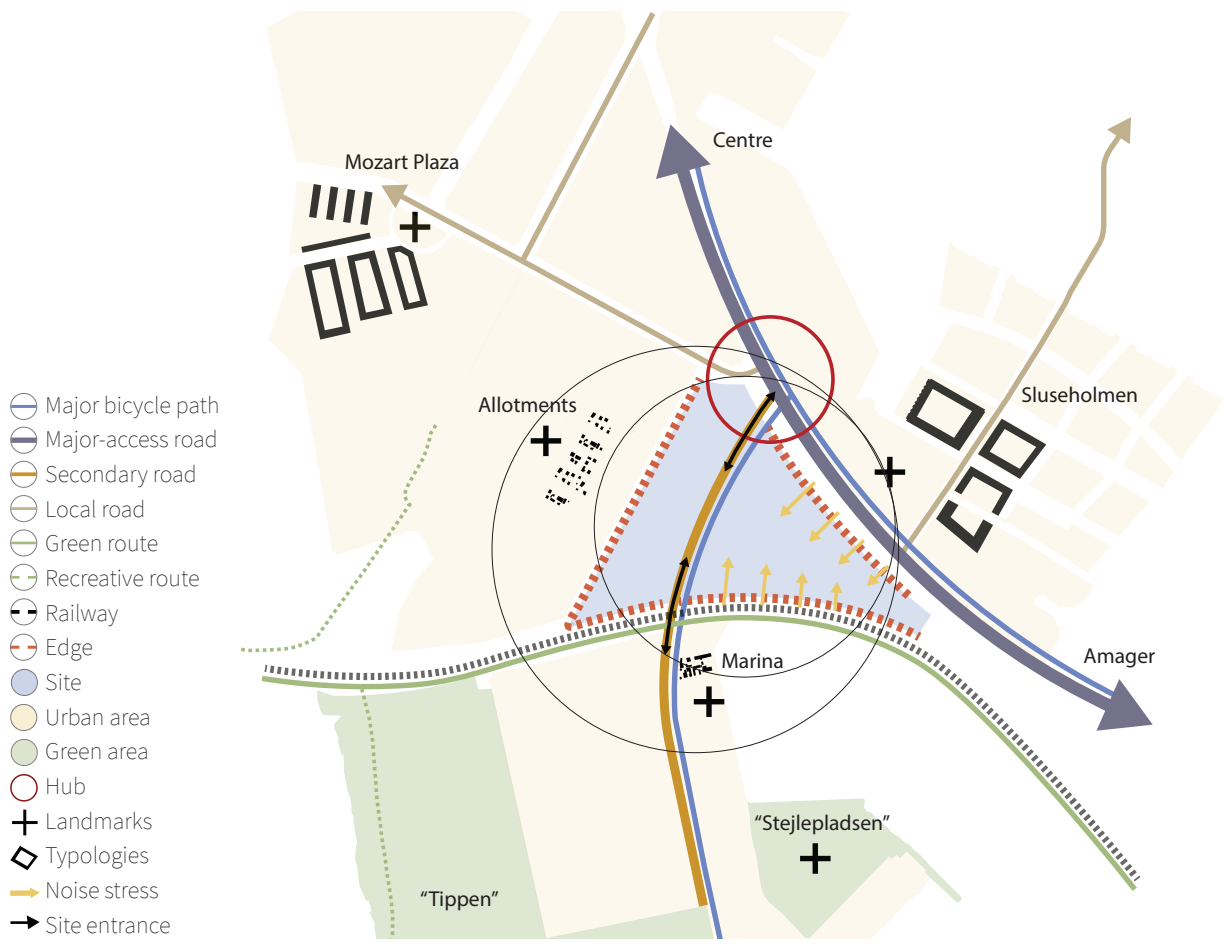 Centre
Mozart Plaza
Allotments
Sluseholmen
Major bicycle path
Major-access road
Secondary road
Local road
Green route
Recreative route
Railway
Edge
Site
Urban area
Green area
Hub
Landmarks
Typologies
Noise stress
Site entrance
Marina
Amager
“Stejlepladsen”
“Tippen”